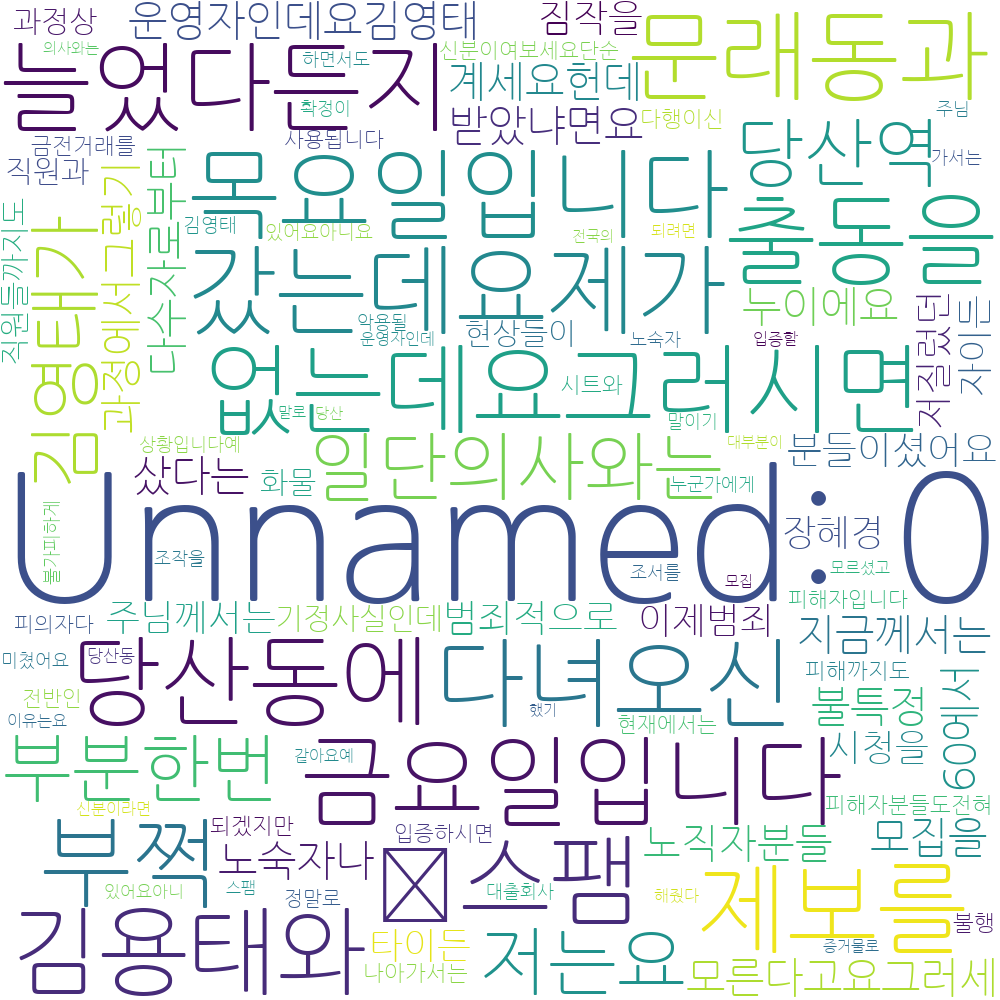 과정상
운영자인데요김영태
짐작을
문래동과
의사와는
하면서도
신분이여보세요단순
늘었다든지
계세요헌데
확정이
받았냐면요
다행이신
주님
금전거래를
사용됩니다
당산역
가서는
직원과
목요일입니다
출동을
직원들까지도
김영태가
과정에서그렇기
다수자로부터
김영태
있어요아니요
전국의
되려면
갔는데요제가
누이에요
저질렀던
자이든
악용될
운영자인데
현상들이
노숙자
입증할
없는데요그러시면
시트와
말로
당산
말이기
상황입니다예
일단의사와는
대부분이
분들이셨어요
샀다는
화물
누군가에게
Unnamed: 0
불가피하게
장혜경
조작을
조서를
모집
모르셨고
피해자입니다
피의자다
주님께서는
기정사실인데
범죄적으로
이제범죄
지금께서는
미쳤어요
당산동
당산동에
다녀오신
피해까지도
60에서
전반인
이유는요
했기
현재에서는
불특정
부분한번
금요일입니다
같아요예
시청을
신분이라면
피해자분들도전혀
부쩍
되겠지만
입증하시면
노직자분들
모집을
노숙자나
스팸
제보를
있어요아니
스팸
정말로
대출회사
해줬다
불행
김용태와
타이든
저는요
증거물로
나아가서는
모른다고요그러세